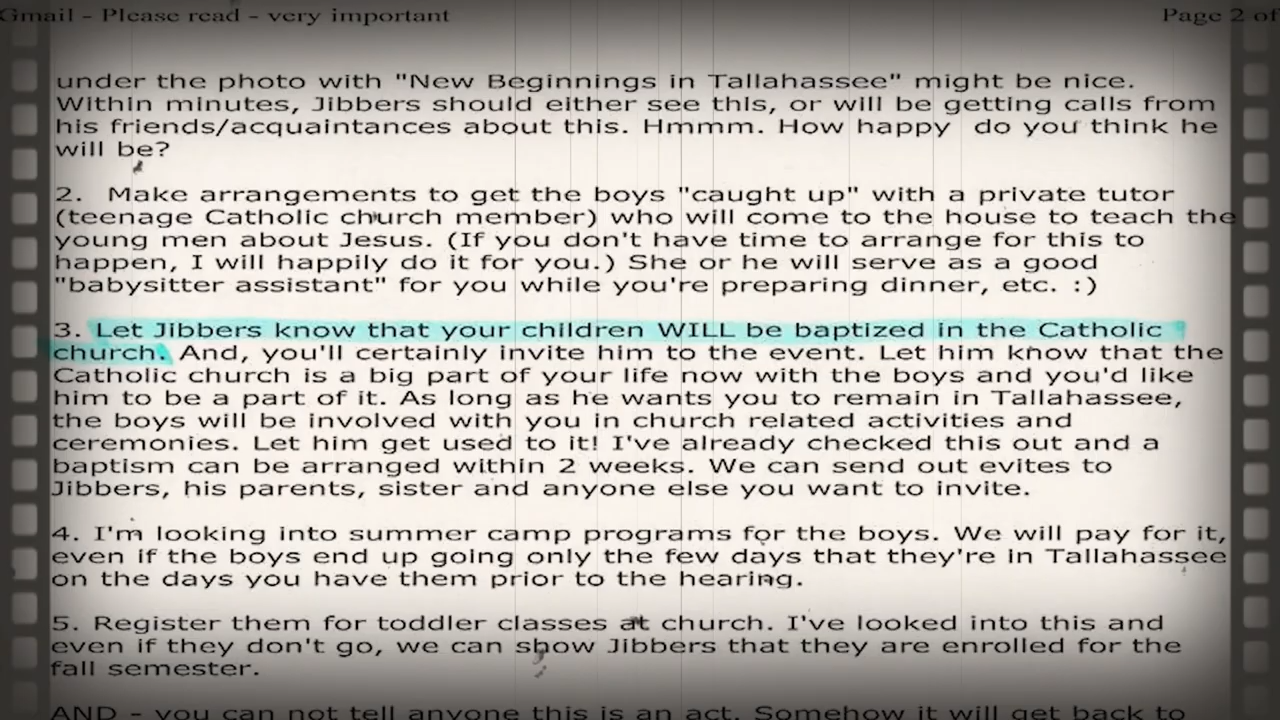 Gmail - Please read - very important
Page 2 of
under the photo with "New Beginnings in Tallahassee" might be nice.
Within minutes, Jibbers should either see this, or will be getting calls from
his friends/acquaintances about this. Hmmm. How happy do you think he
will be?
2. Make arrangements to get the boys "caught up" with a private tutor
(teenage Catholic church member) who will come to the house to teach the
young men about Jesus. (If you don't have time to arrange for this to
happen, I will happily do it for you.) She or he will serve as a good
"babysitter assistant" for you while you're preparing dinner, etc. :)
3. Let Jibbers know that your children WILL be baptized in the Catholic
church. And, you'll certainly invite him to the event. Let him know that the
Catholic church is a big part of your life now with the boys and you'd like
him to be a part of it. As long as he wants you to remain in Tallahassee,
the boys will be involved with you in church related activities and
ceremonies. Let him get used to it! I've already checked this out and a
baptism can be arranged within 2 weeks. We can send out evites to
Jibbers, his parents, sister and anyone else you want to invite.
4. I'm looking into summer camp programs for the boys. We will pay for it,
even if the boys end up going only the few days that they're in Tallahassee
on the days you have them prior to the hearing.
5. Register them for toddler classes at church. I've looked into this and
even if they don't go, we can show Jibbers that they are enrolled for the
fall semester.
AND - you can not tell anyone this is an act. Somehow it will get back to